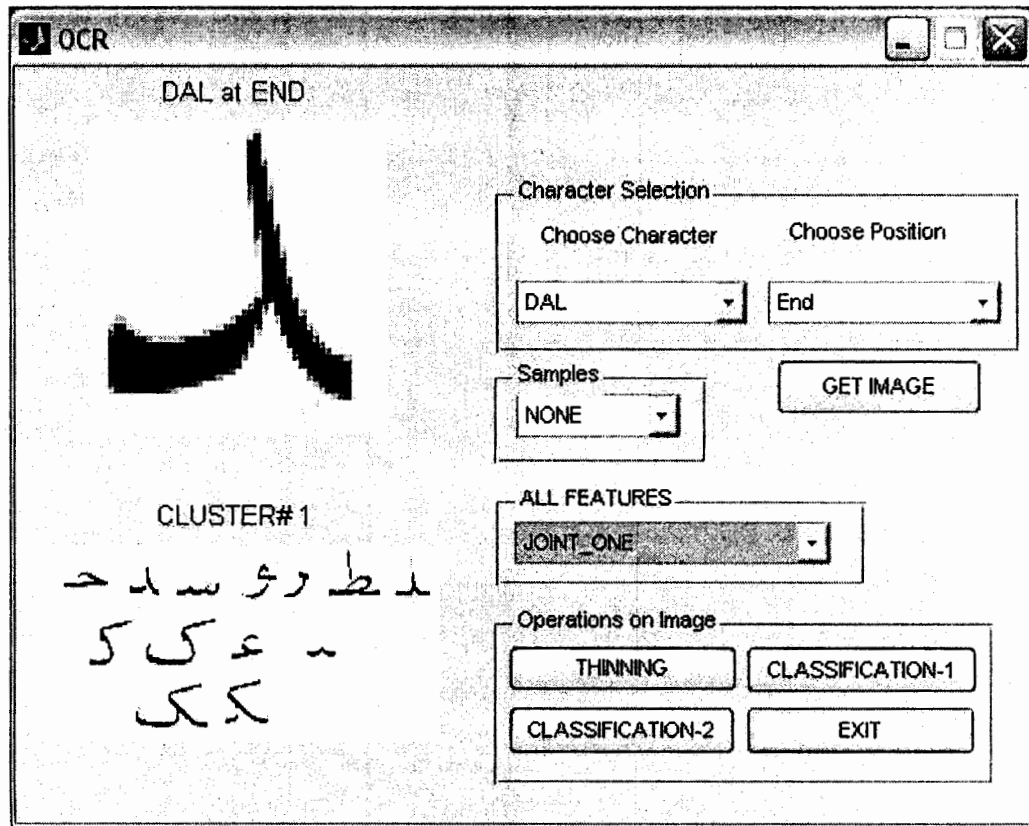 OCR
DAL at END
Character Selection
Choose Character
Choose Position
DAL
End
Samples
NONE
GET IMAGE
CLUSTER# 1
ALL FEATURES
JOINT_ONE
Operations on Image
THINNING
CLASSIFICATION-1
CLASSIFICATION-2
EXIT